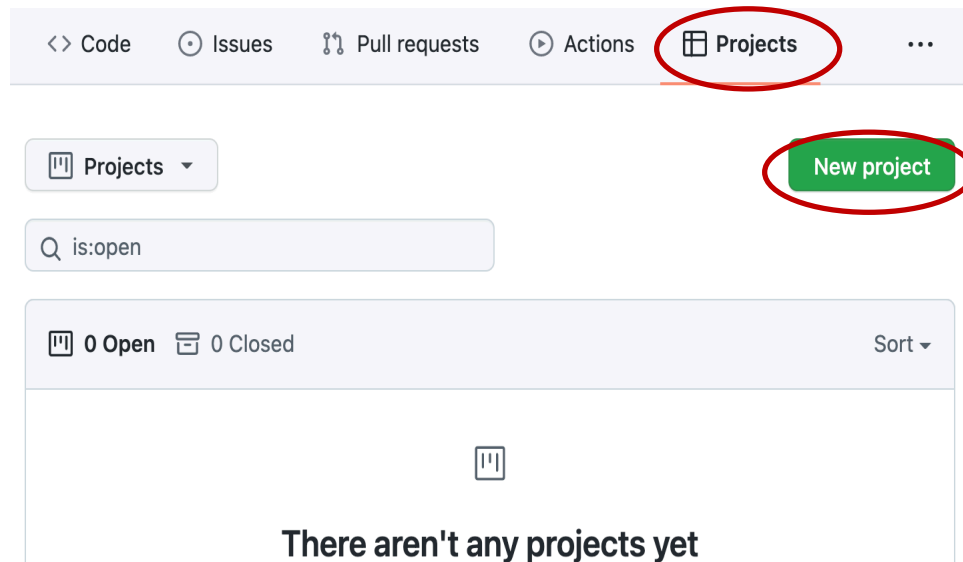 Code Issues Pull requests Actions Projects ...
Projects New project
is:open
0 Open 0 Closed Sort
There aren't any projects yet